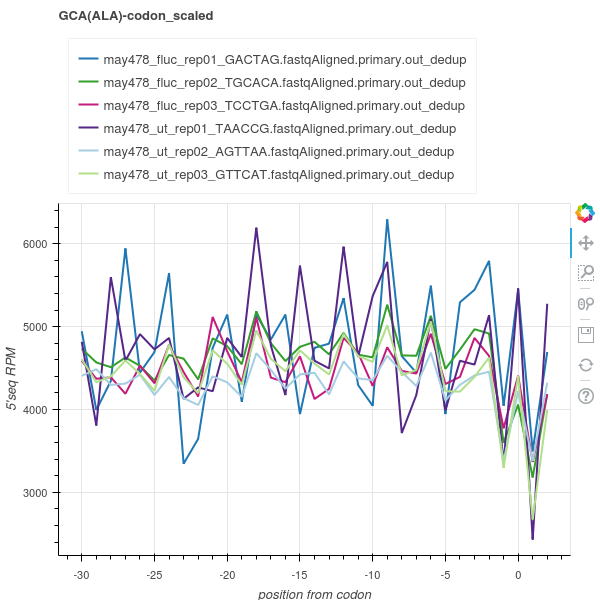 GCA(ALA)-codon_scaled
may478_fluc_rep01_GACTAG.fastqAligned.primary.out_dedup
may478_fluc_rep02_TGCACA.fastqAligned.primary.out_dedup
may478_fluc_rep03_TCCTGA.fastqAligned.primary.out_dedup
may478_ut_rep01_TAACCG.fastqAligned.primary.out_dedup
may478_ut_rep02_AGTTAA.fastqAligned.primary.out_dedup
may478_ut_rep03_GTTCAT.fastqAligned.primary.out_dedup
6000
5000
4000
3000
5'seq RPM
-30 -25 -20 -15 -10 -5 0
position from codon